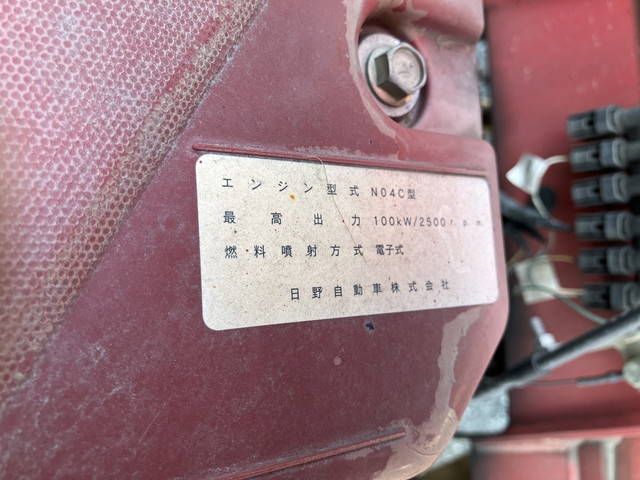 エンジン型式 N04C型
最高出力 100kW/2500r.p.m.
燃料噴射方式 電子式
日野自動車株式会社